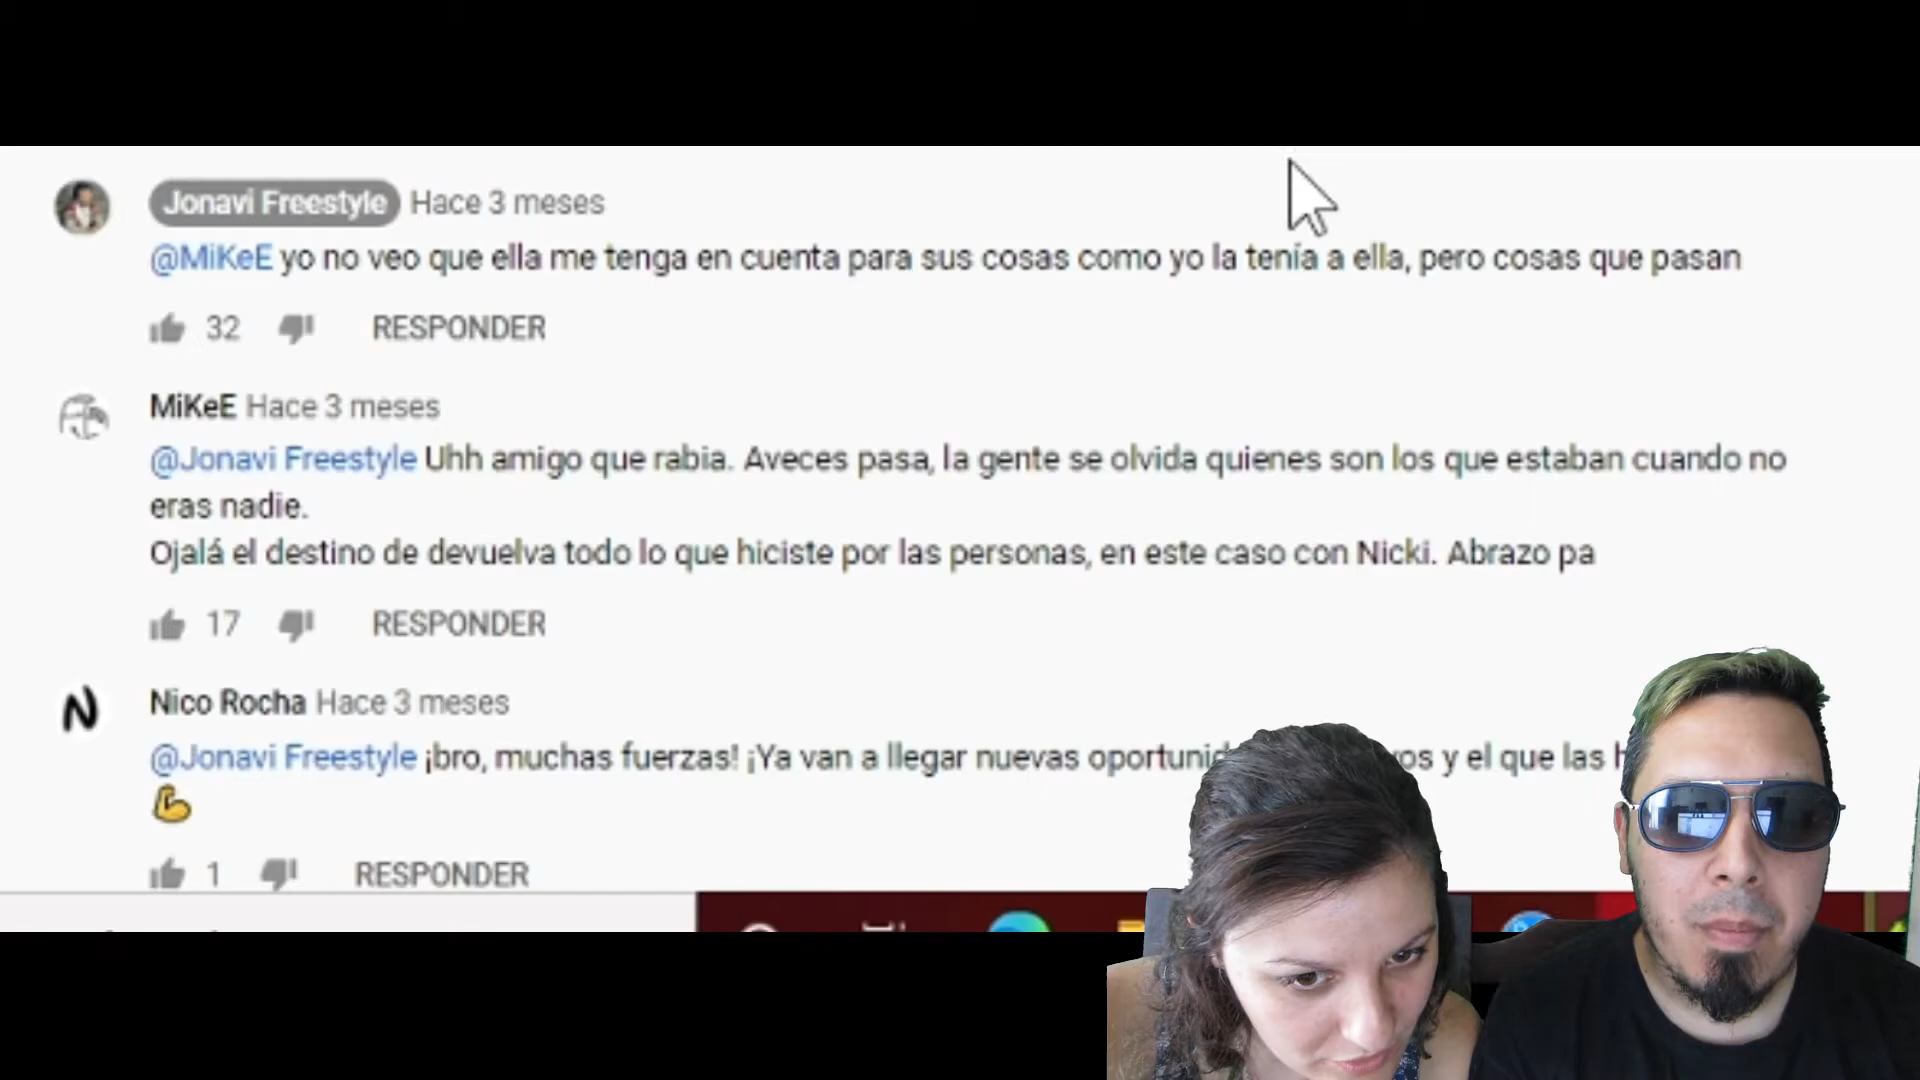 Jonavi Freestyle Hace 3 meses
@MiKeE yo no veo que ella me tenga en cuenta para sus cosas como yo la tenía a ella, pero cosas que pasan
32 RESPONDER
MiKeE Hace 3 meses
@Jonavi Freestyle Uhh amigo que rabia. Aveces pasa, la gente se olvida quienes son los que estaban cuando no
eras nadie.
Ojalá el destino de devuelva todo lo que hiciste por las personas, en este caso con Nicki. Abrazo pa
17 RESPONDER
N
Nico Rocha Hace 3 meses
@Jonavi Freestyle ¡bro, muchas fuerzas! ¡Ya van a llegar nuevas y el que las
1 RESPONDER